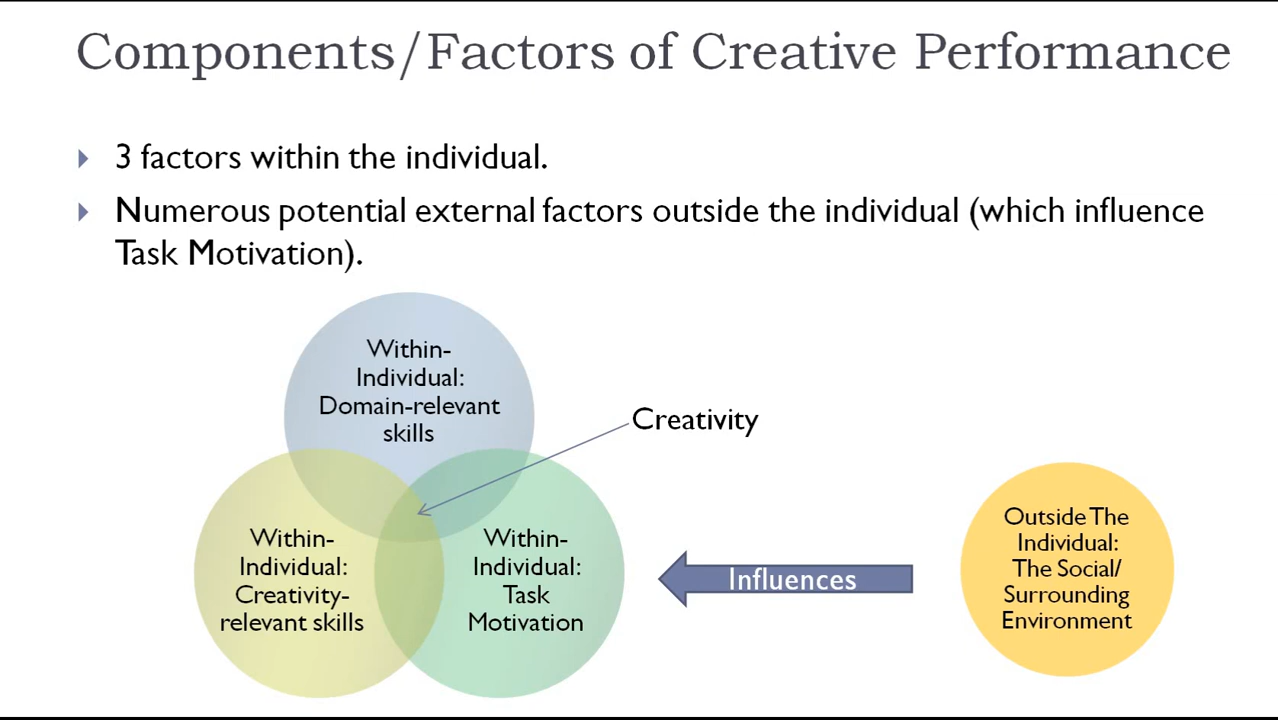 Components/Factors of Creative Performance
3 factors within the individual.
Numerous potential external factors outside the individual (which influence
Task Motivation).
Within-
Individual:
Domain-relevant
skills
Creativity
Within-
Individual:
Creativity-
relevant skills
Within-
Individual:
Task
Motivation
Influences
Outside The
Individual:
The Social/
Surrounding
Environment